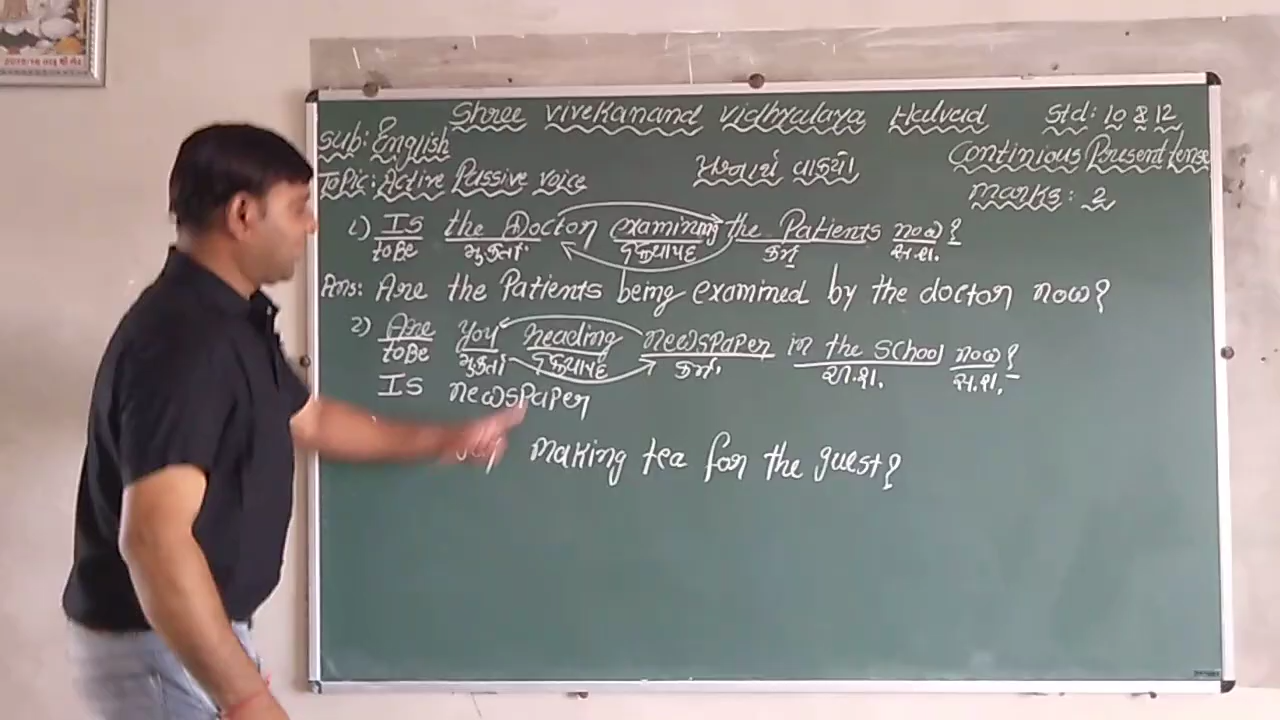 Shree Vivekanand Vidhyalaya Halvad
Std: 10 & 12
Sub: English
Continious Present tense
Topic: Active Passive voice
પ્રશ્નાર્થ વાક્યો
Marks: 2
1) Is the Doctor examining the Patients now?
toBe મુ.કર્તા ક્રિયાપદ કર્મ સ.શ.
Ans: Are the Patients being examined by the doctor now?
2) Are you reading newspaper in the School now?
toBe મુ.કર્તા ક્રિયાપદ કર્મ સ્થ.શ. સ.શ.
Is newspaper
making tea for the guest?